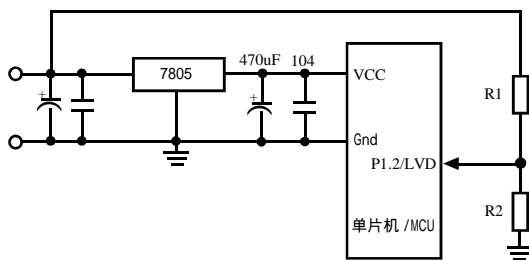 470uF 104
7805
VCC
R1
+
+
Gnd
P1.2/LVD
R2
单片机 /MCU